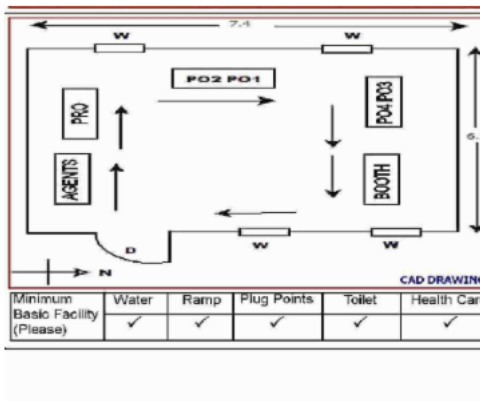 7.4
W W
PO2 PO1
PRO
PO4 PO3
6.
AGENTS
BOOTH
D
W W
N
CAD DRAWING
Minimum Basic Facility (Please) Water Ramp Plug Points Toilet Health Car
✓ ✓ ✓ ✓ ✓